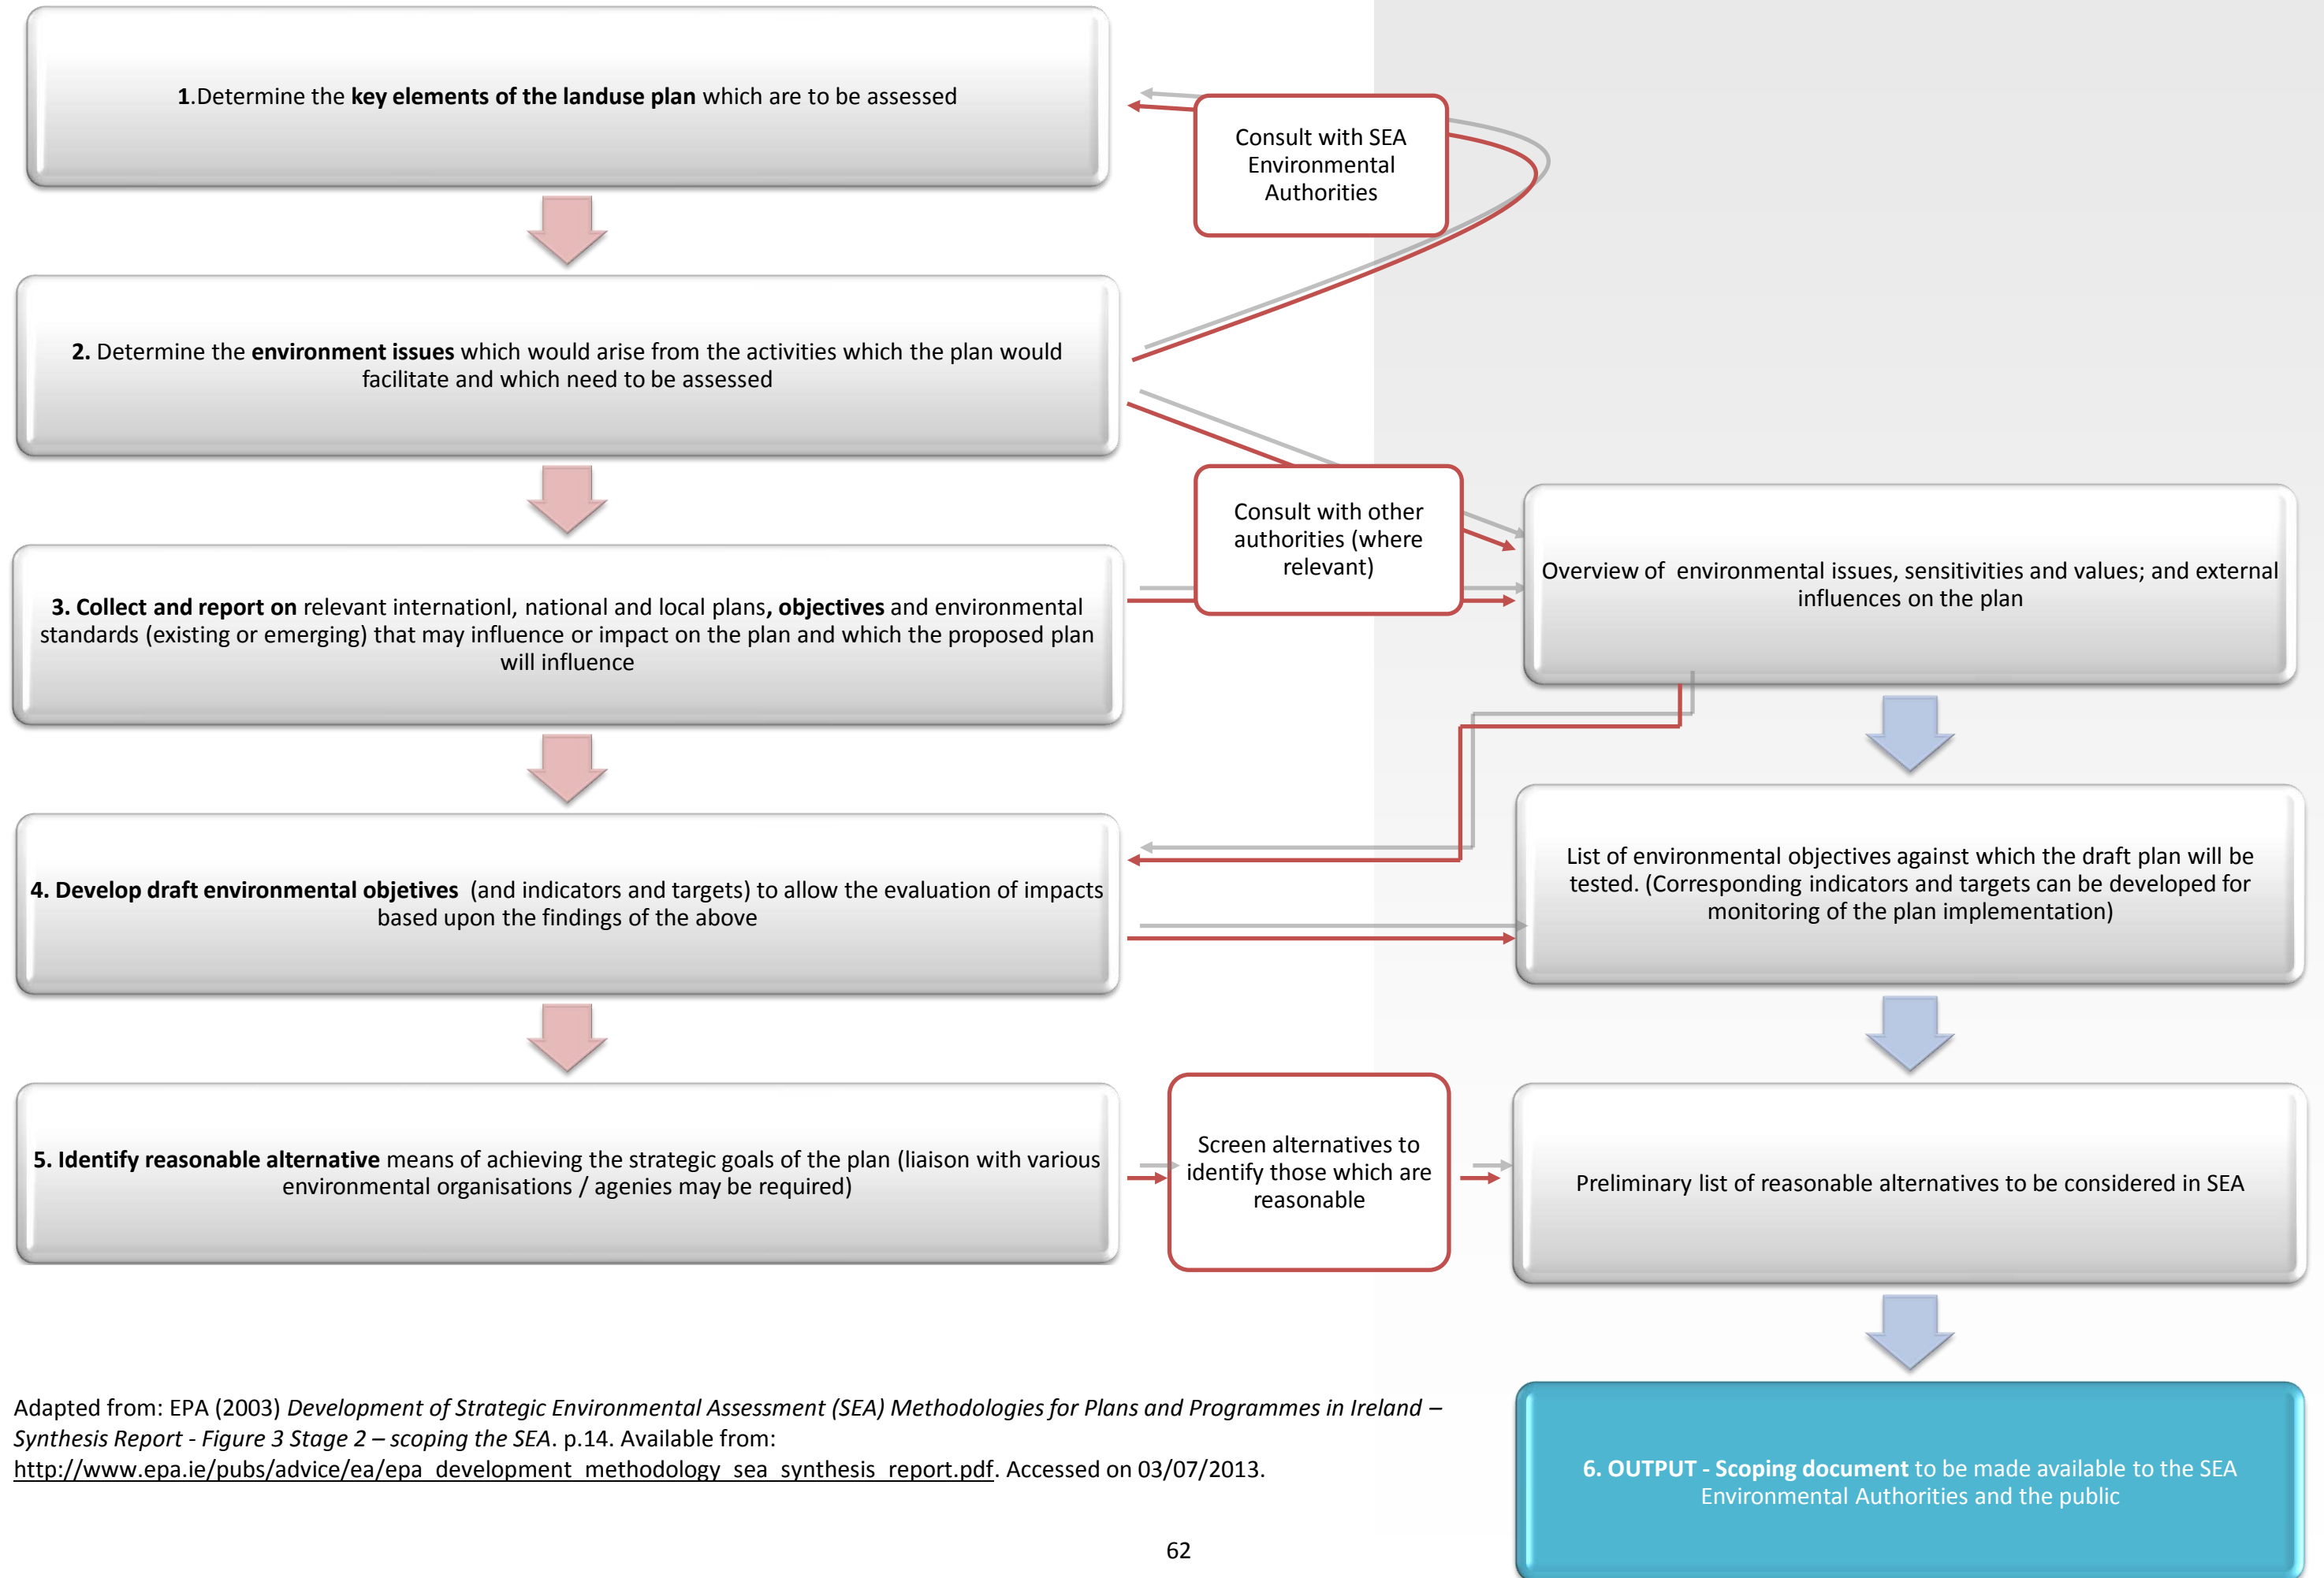 1.Determine the key elements of the landuse plan which are to be assessed
Consult with SEA
Environmental
Authorities
2. Determine the environment issues which would arise from the activities which the plan would
facilitate and which need to be assessed
Consult with other
authorities (where
relevant)
Overview of environmental issues, sensitivities and values; and external
influences on the plan
3. Collect and report on relevant internationl, national and local plans, objectives and environmental
standards (existing or emerging) that may influence or impact on the plan and which the proposed plan
will influence
4. Develop draft environmental objetives (and indicators and targets) to allow the evaluation of impacts
based upon the findings of the above
List of environmental objectives against which the draft plan will be
tested. (Corresponding indicators and targets can be developed for
monitoring of the plan implementation)
5. Identify reasonable alternative means of achieving the strategic goals of the plan (liaison with various
environmental organisations / agenies may be required)
Screen alternatives to
identify those which are
reasonable
Preliminary list of reasonable alternatives to be considered in SEA
Adapted from: EPA (2003) Development of Strategic Environmental Assessment (SEA) Methodologies for Plans and Programmes in Ireland –
Synthesis Report - Figure 3 Stage 2 – scoping the SEA. p.14. Available from:
http://www.epa.ie/pubs/advice/ea/epa_development_methodology_sea_synthesis_report.pdf. Accessed on 03/07/2013.
6. OUTPUT - Scoping document to be made available to the SEA
Environmental Authorities and the public
62